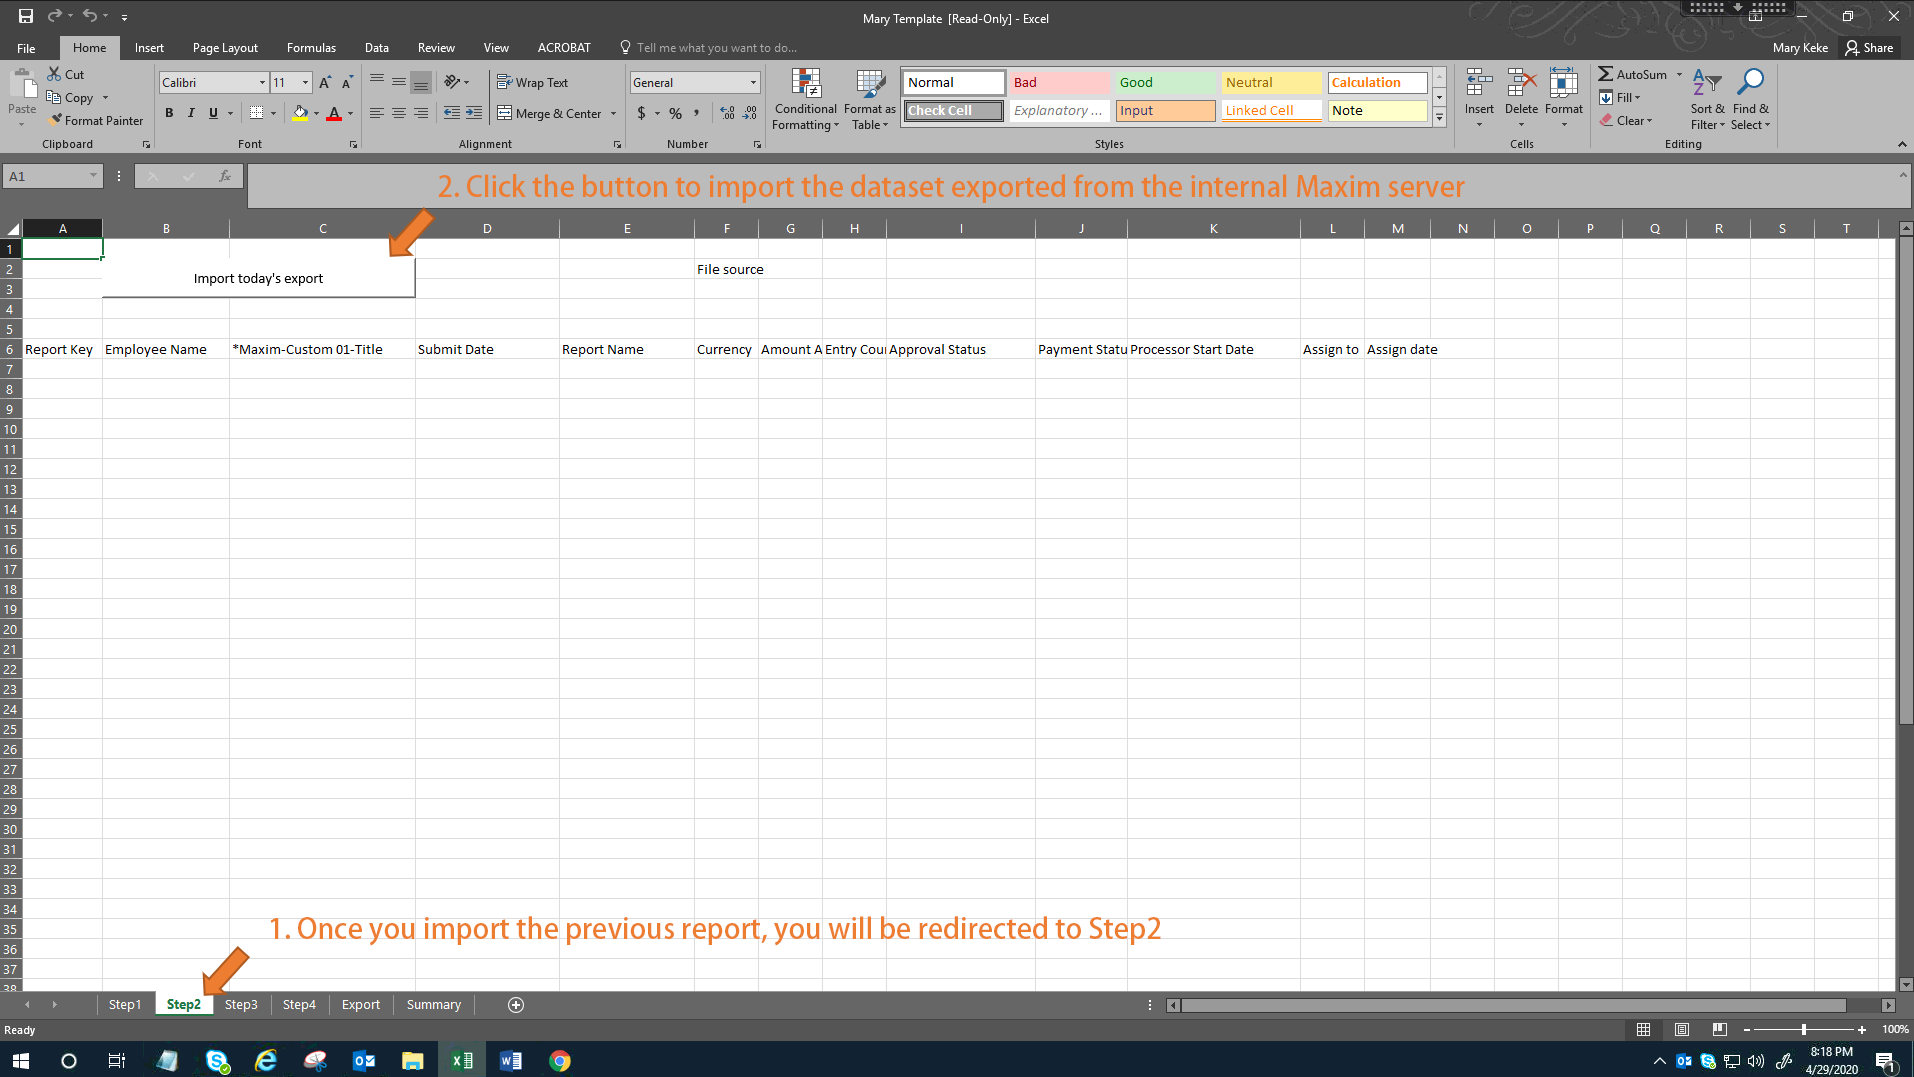 Mary Template [Read-Only] - Excel
File Home Insert Page Layout Formulas Data Review View ACROBAT Tell me what you want to do... Mary Keke Share
Paste
Cut
Copy
Format Painter
Clipboard
Calibri 11
B I U
Font
Wrap Text
Merge & Center
Alignment
General
$ % ,
Number
Conditional Formatting
Format as Table
Normal Bad Good Neutral Calculation
Check Cell Explanatory ... Input Linked Cell Note
Styles
Insert Delete Format
Cells
AutoSum
Fill
Clear
Sort & Filter
Find & Select
Editing
A1 fx
2. Click the button to import the dataset exported from the internal Maxim server
A B C D E F G H I J K L M N O P Q R S T
1
2 File source
Import today's export
3
4
5
6 Report Key Employee Name *Maxim-Custom 01-Title Submit Date Report Name Currency Amount A Entry Cour Approval Status Payment Statu Processor Start Date Assign to Assign date
7
8
9
10
11
12
13
14
15
16
17
18
19
20
21
22
23
24
25
26
27
28
29
30
31
32
33
34
35
36
37
38
1. Once you import the previous report, you will be redirected to Step2
Step1 Step2 Step3 Step4 Export Summary
Ready 100%
8:18 PM
4/29/2020
1